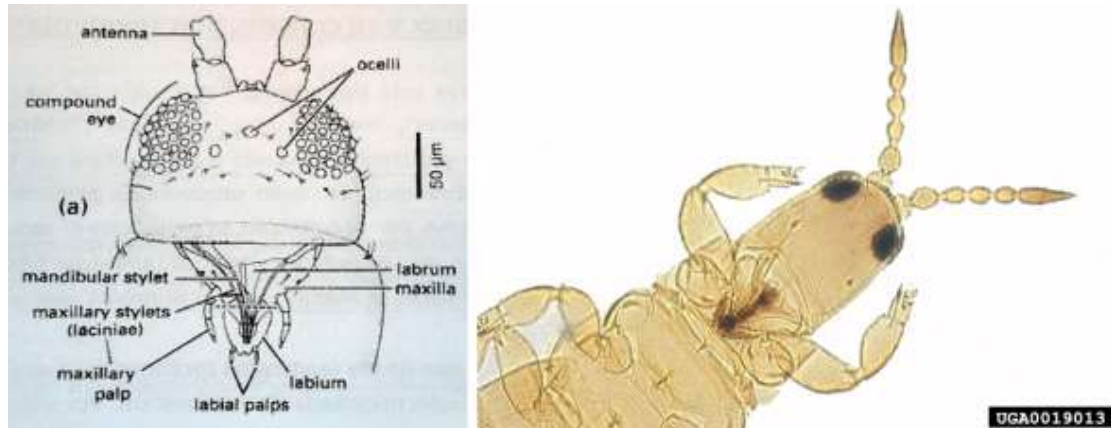 antenna
ocelli
compound
eye
50 µm
(a)
mandibular stylet
labrum
maxilla
maxillary stylets
(laciniae)
maxillary
palp
labium
labial palps
UGA0019013